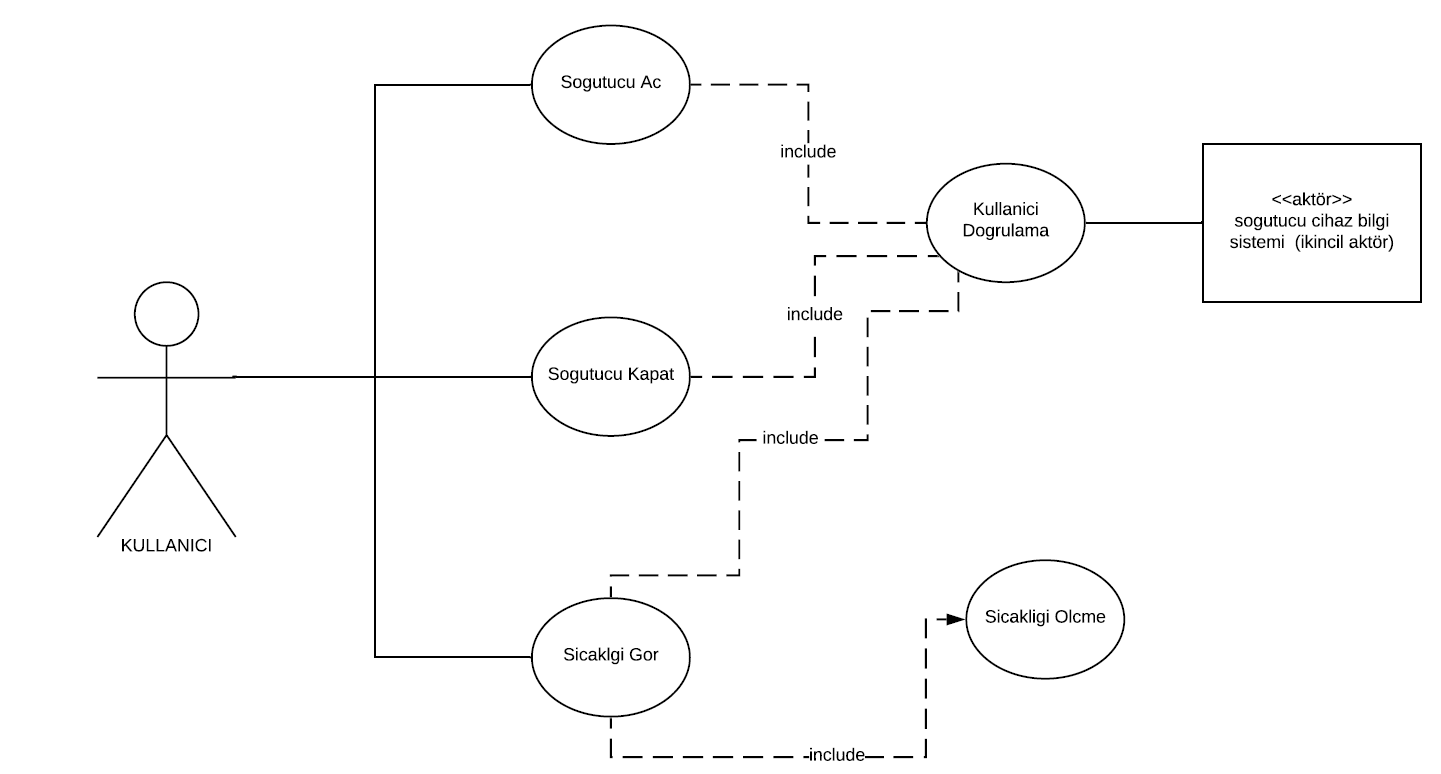 Sogutucu Ac
include
Kullanici
Dogrulama
<<aktör>>
sogutucu cihaz bilgi
sistemi (ikincil aktör)
include
Sogutucu Kapat
include
KULLANICI
Sicakligi Olcme
Sicaklgi Gor
include